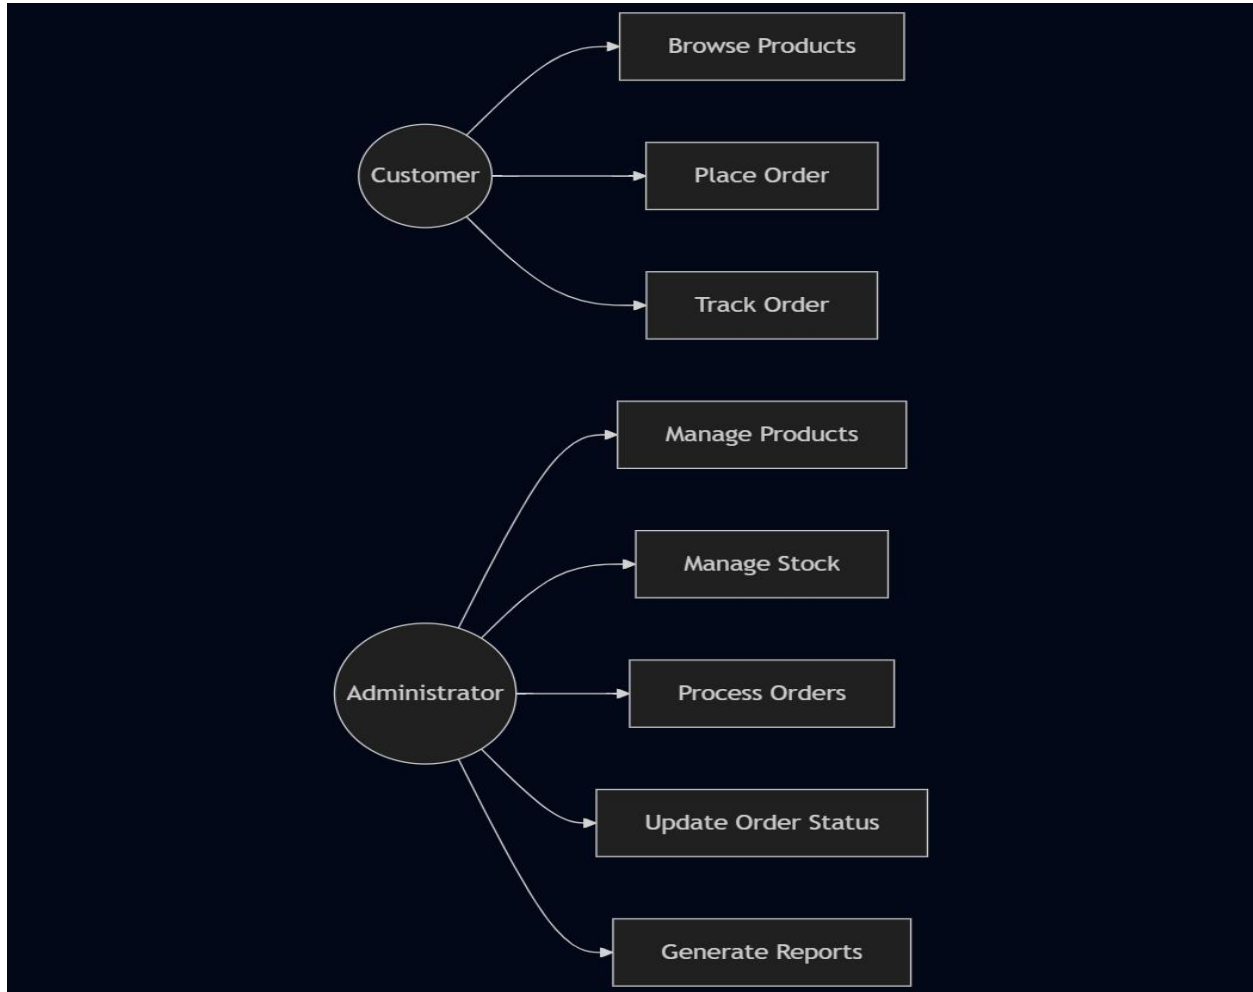 Browse Products
Customer
Place Order
Track Order
Manage Products
Manage Stock
Administrator
Process Orders
Update Order Status
Generate Reports